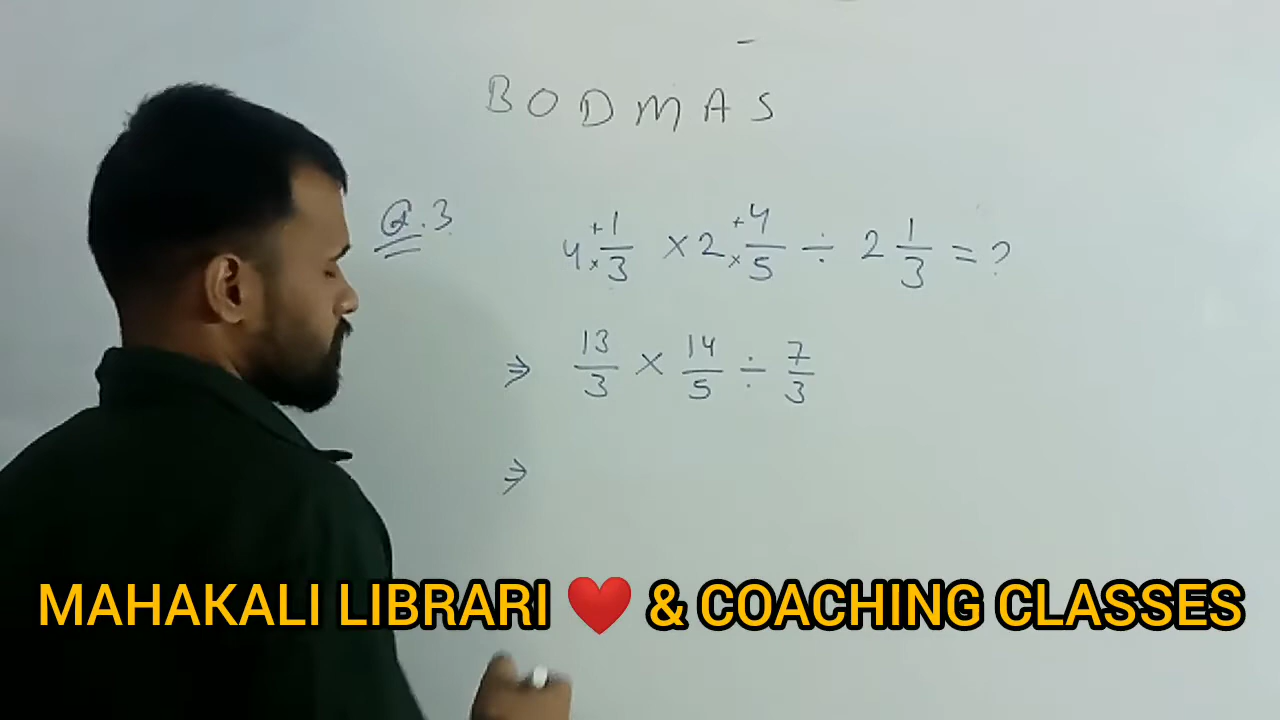 BODMAS
Q.3 4 +1/×3 × 2 +4/×5 ÷ 2 1/3 = ?
⇒ 13/3 × 14/5 ÷ 7/3
⇒
MAHAKALI LIBRARI ❤️ & COACHING CLASSES